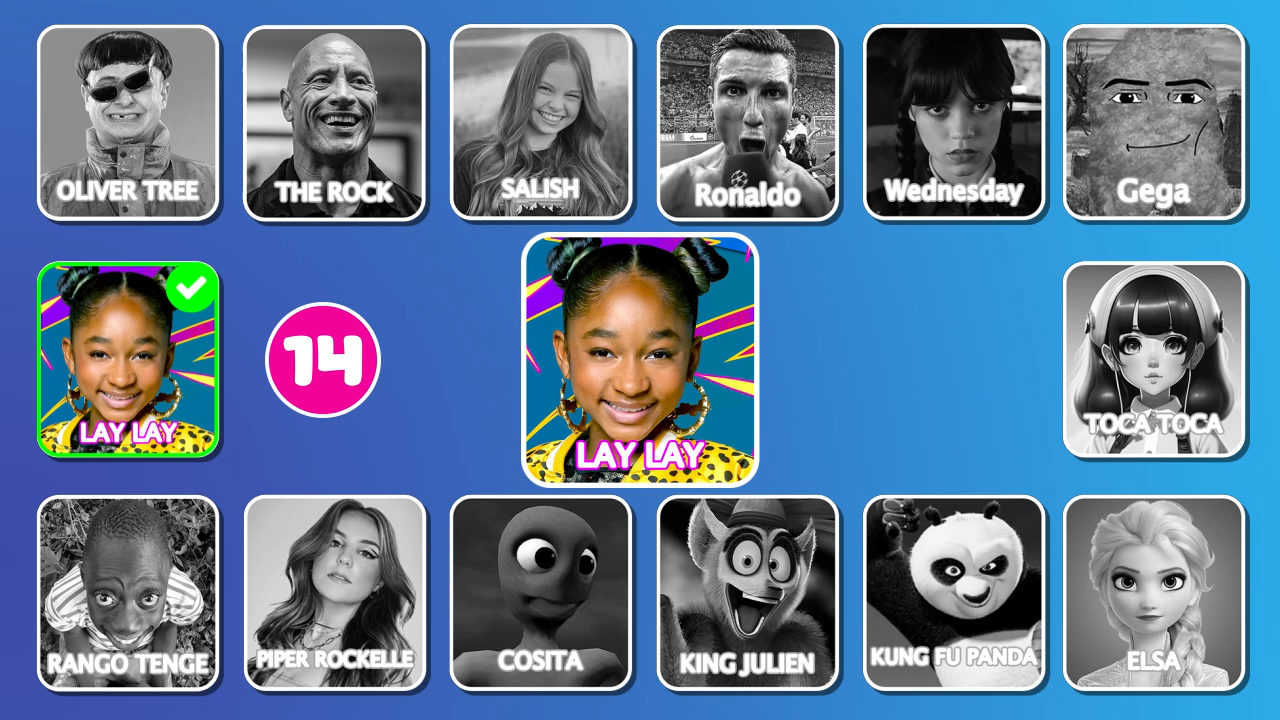 OLIVER TREE
THE ROCK
SALISH
Ronaldo
Wednesday
Gega
LAY LAY
14
LAY LAY
TOCA TOCA
RANGO TENGE
PIPER ROCKELLE
COSITA
KING JULIEN
KUNG FU PANDA
ELSA